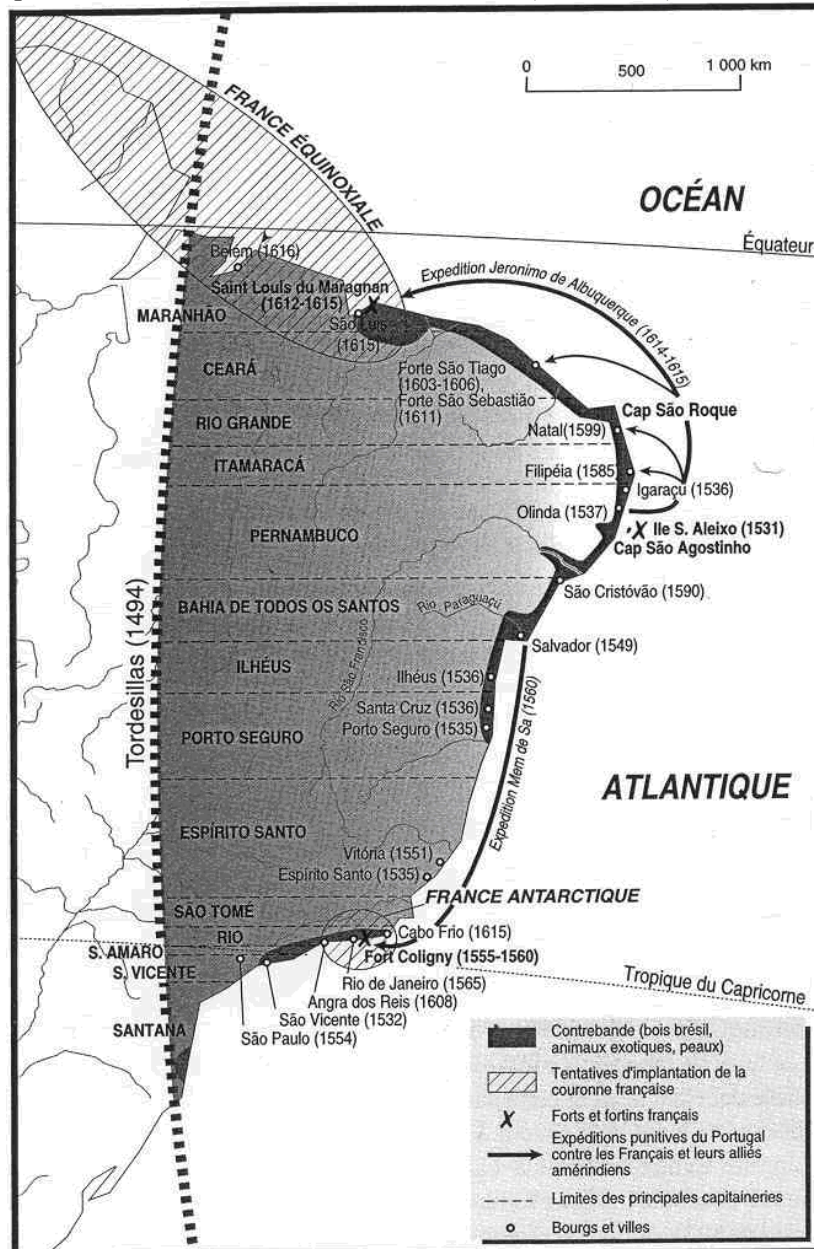 0 500 1 000 km
FRANCE ÉQUINOXIALE
OCÉAN
Équateur
Belém (1616)
Saint Louis du Maragnan
(1612-1615)
Expedition Jeronimo de Albuquerque (1614-1615)
MARANHÃO
São Luis
(1615)
CEARÁ
Forte São Tiago
(1603-1606),
Forte São Sebastião
(1611)
Cap São Roque
RIO GRANDE
Natal(1599)
ITAMARACÁ
Filipéia (1585)
Igaraçü (1536)
Olinda (1537)
Ile S. Aleixo (1531)
Cap São Agostinho
PERNAMBUCO
São Cristóvão (1590)
BAHIA DE TODOS OS SANTOS
Rio Paraguaçü
Salvador (1549)
Tordesillas (1494)
ILHÉUS
Rio São Francisco
Ilhéus (1536)
Santa Cruz (1536)
Porto Seguro (1535)
PORTO SEGURO
Expedition Mem de Sa (1560)
ATLANTIQUE
ESPÍRITO SANTO
Vitória (1551)
Espírito Santo (1535)
FRANCE ANTARCTIQUE
SÃO TOMÉ
RIO
Cabo Frio (1615)
S. AMARO
Fort Coligny (1555-1560)
S. VICENTE
Rio de Janeiro (1565)
Tropique du Capricorne
Angra dos Reis (1608)
SANTANA
São Vicente (1532)
São Paulo (1554)
Contrebande (bois brésil,
animaux exotiques, peaux)
Tentatives d'implantation de la
couronne française
Forts et fortins français
Expéditions punitives du Portugal
contre les Français et leurs alliés
amérindiens
Limites des principales capitaineries
Bourgs et villes